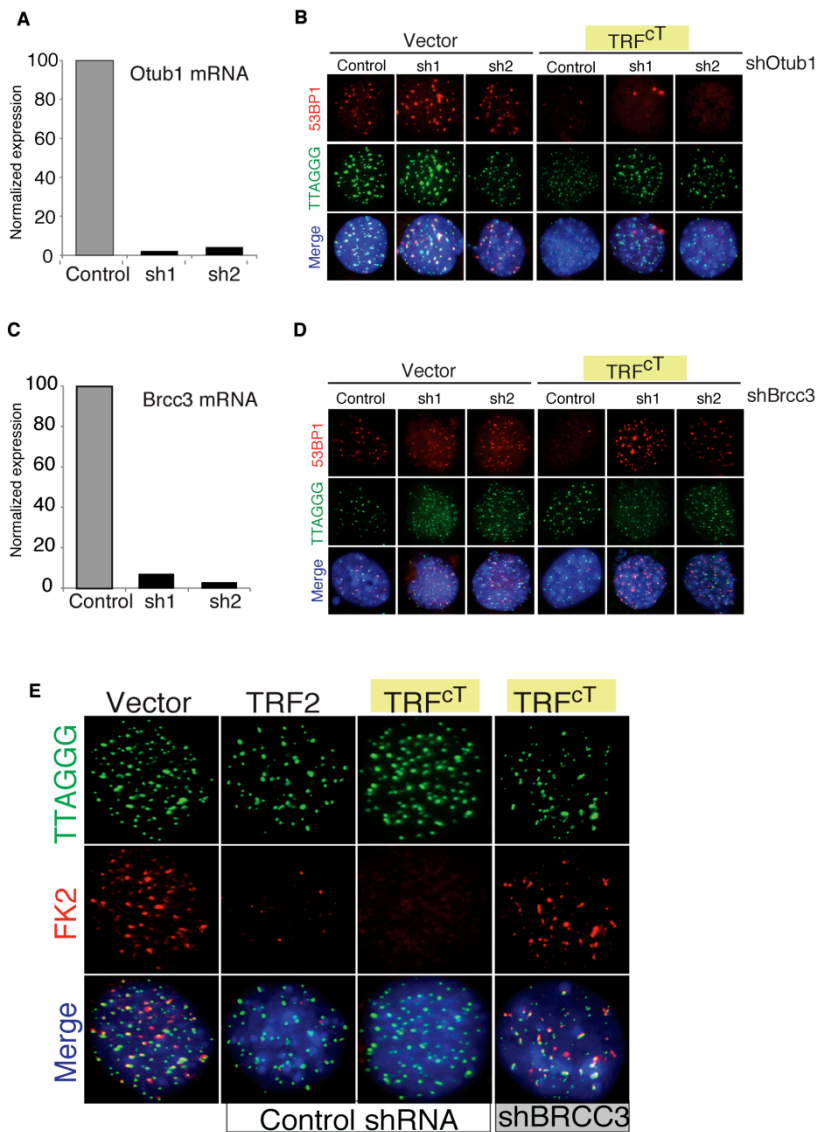 A
Normalized expression
100
80
60
40
20
0
Otub1 mRNA
Control sh1 sh2
B
Vector TRFcT
Control sh1 sh2 Control sh1 sh2 shOtub1
53BP1
TTAGGG
Merge
C
Normalized expression
100
80
60
40
20
0
Brcc3 mRNA
Control sh1 sh2
D
Vector TRFcT
Control sh1 sh2 Control sh1 sh2 shBrcc3
53BP1
TTAGGG
Merge
E
Vector TRF2 TRFcT TRFcT
TTAGGG
FK2
Merge
Control shRNA shBRCC3